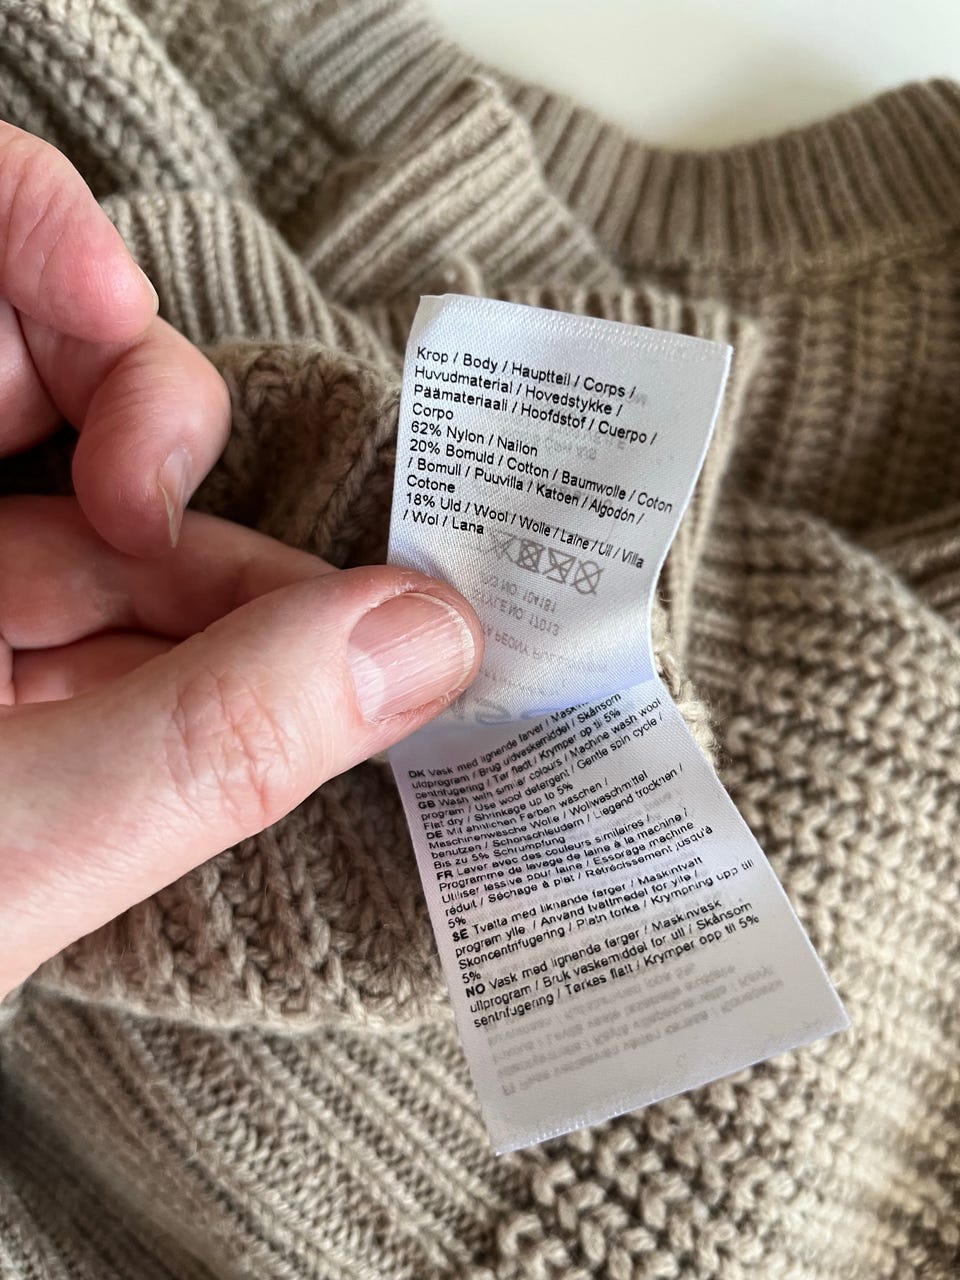 Krop / Body / Hauptteil / Corps /
Huvudmaterial / Hovedstykke /
Päämateriaali / Hoofdstof / Cuerpo /
Corpo
62% Nylon / Nailon
20% Bomuld / Cotton / Baumwolle / Coton
/ Bomull / Puuvilla / Katoen / Algodón /
Cotone
18% Uld / Wool / Wolle / Laine / Ull / Villa
/ Wol / Lana
STYLE NO. 17013
DK Vask med lignende farver /
uldprogram / Brug uldvaskemiddel / Skånsom
centrifugering / Tør fladt / Krymper op til 5%
GB Wash with similar colours / Machine wash wool
program / Use wool detergent / Gentle spin cycle /
Flat dry / Shrinkage up to 5%
DE Mit ähnlichen Farben waschen /
Maschinenwäsche Wolle / Wollwaschmittel
benutzen / Schonschleudern / Liegend trocknen /
Bis zu 5% Schrumpfung
FR Laver avec des couleurs similaires /
Programme de lavage de laine à la machine /
Utiliser lessive pour laine / Essorage machine
réduit / Séchage à plat / Rétrécissement jusqu'à
5%
SE Tvätta med liknande färger / Maskintvätt
program ylle / Använd tvättmedel för ylle /
Skoncentrifugering / Plan torka / Krympning upp till
5%
NO Vask med lignende farger / Maskinvask
ullprogram / Bruk vaskemiddel for ull / Skånsom
sentrifugering / Tørkes flatt / Krymper opp til 5%